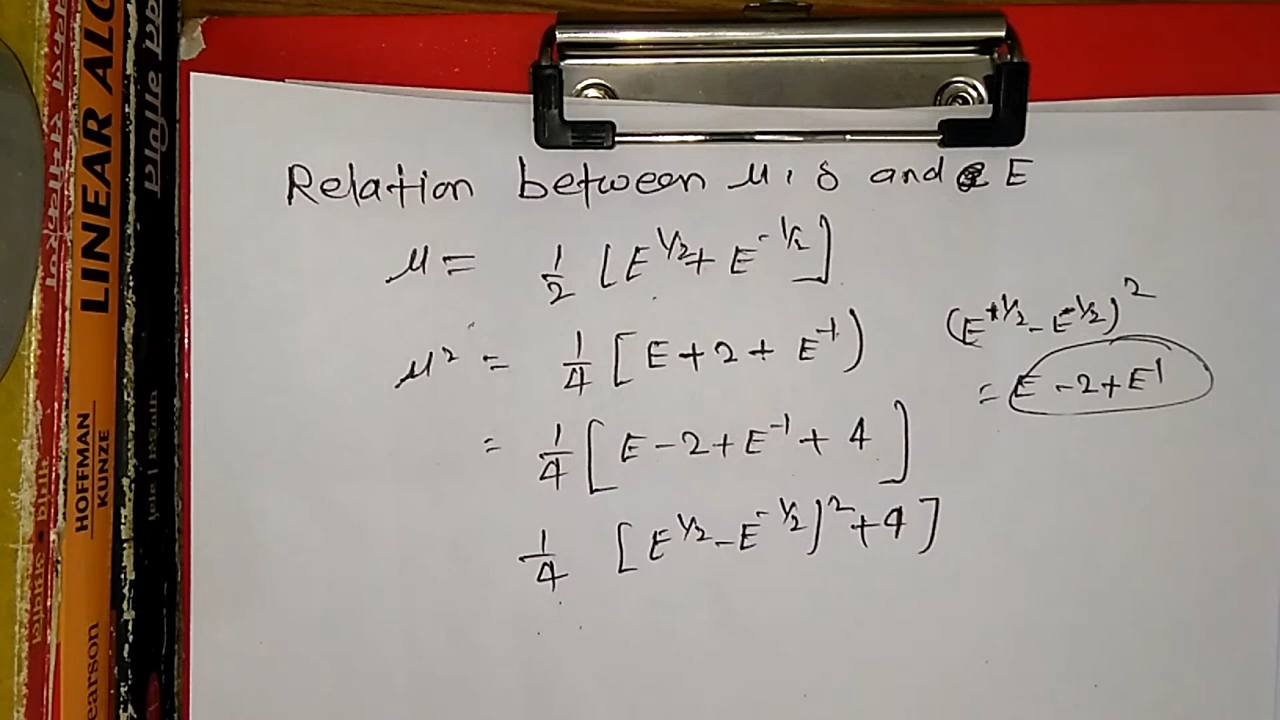 Relation between μ, δ and E
μ = 1/2 [E^1/2 + E^-1/2]
μ² = 1/4 [E + 2 + E^-1)
(E^+1/2 - E^-1/2)^2
= E - 2 + E^1
= 1/4 [E - 2 + E^-1 + 4]
1/4 [E^1/2 - E^-1/2)^2 + 4]
LINEAR ALG
HOFFMAN
KUNZE
earson